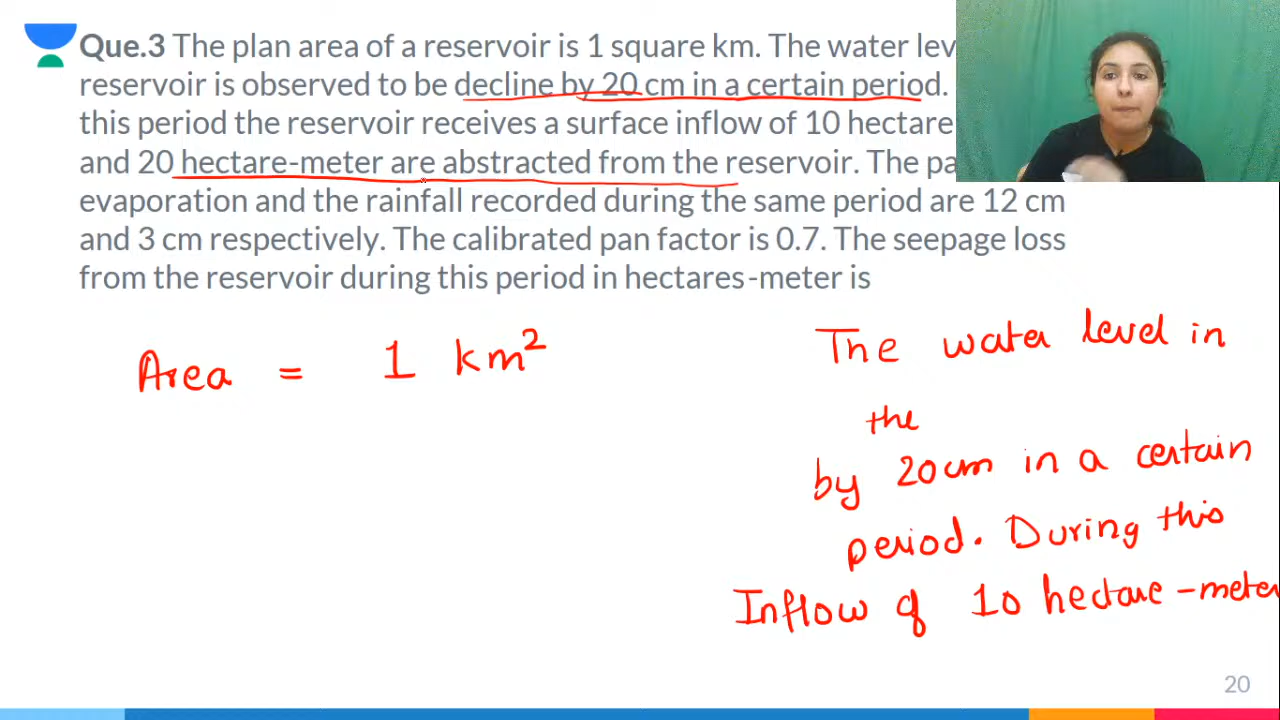 Que.3 The plan area of a reservoir is 1 square km. The water
reservoir is observed to be decline by 20 cm in a certain period.
this period the reservoir receives a surface inflow of 10 hectare
and 20 hectare-meter are abstracted from the reservoir. The
evaporation and the rainfall recorded during the same period are 12 cm
and 3 cm respectively. The calibrated pan factor is 0.7. The seepage loss
from the reservoir during this period in hectares-meter is
Area = 1 km²
The water level in
the
by 20cm in a certain
period. During this
Inflow of 10 hectare-meter
20